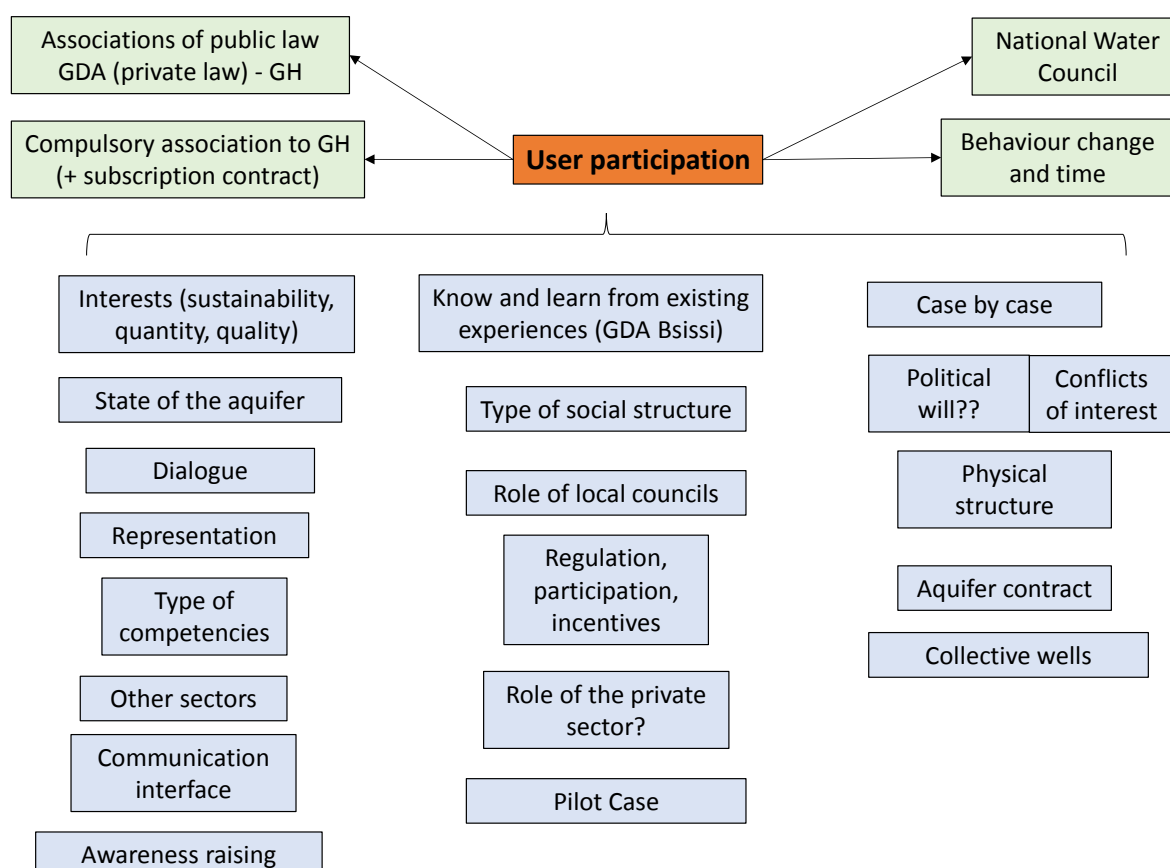 Associations of public law
GDA (private law) - GH
National Water
Council
Compulsory association to GH
(+ subscription contract)
User participation
Behaviour change
and time
Interests (sustainability,
quantity, quality)
State of the aquifer
Dialogue
Representation
Type of
competencies
Other sectors
Communication
interface
Awareness raising
Know and learn from existing
experiences (GDA Bsissi)
Type of social structure
Role of local councils
Regulation,
participation,
incentives
Role of the private
sector?
Pilot Case
Case by case
Political
will??
Conflicts
of interest
Physical
structure
Aquifer contract
Collective wells